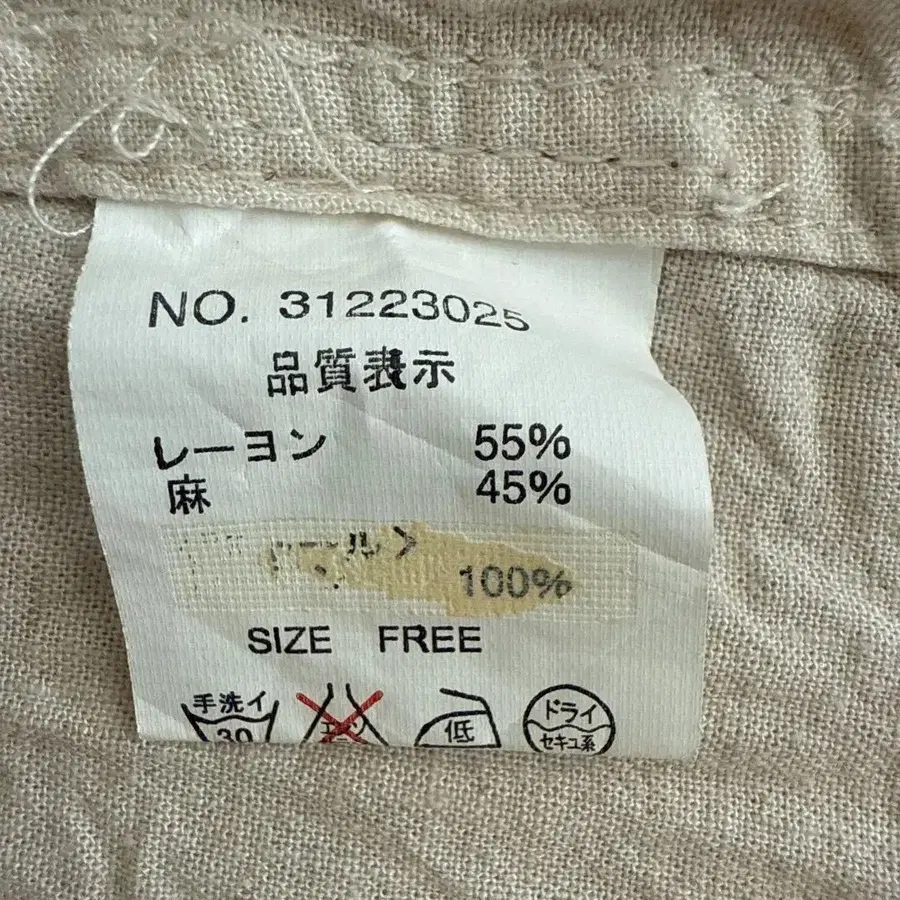 NO. 31223025
品質表示
レーヨン 55%
麻 45%
100%
SIZE FREE
手洗イ
30
低
ドライ
セキユ系